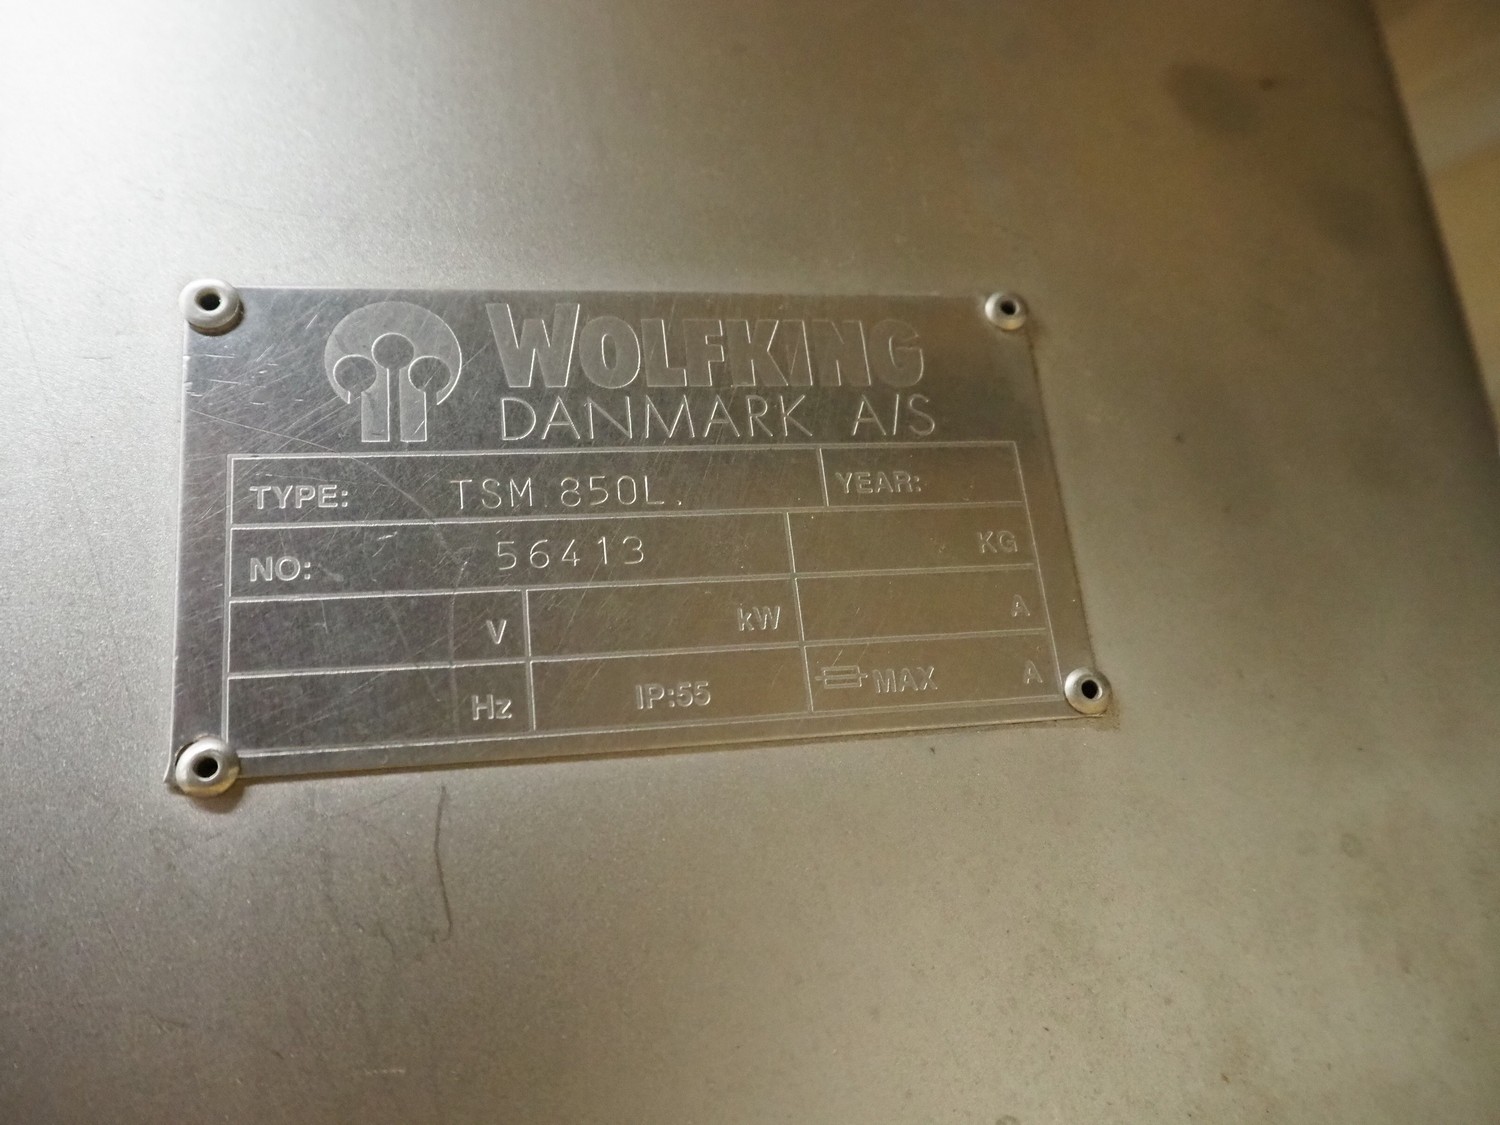 WOLFKING
DANMARK A/S
TYPE: TSM.850L. YEAR:
NO: 56413 KG
V kW A
Hz IP:55 MAX A